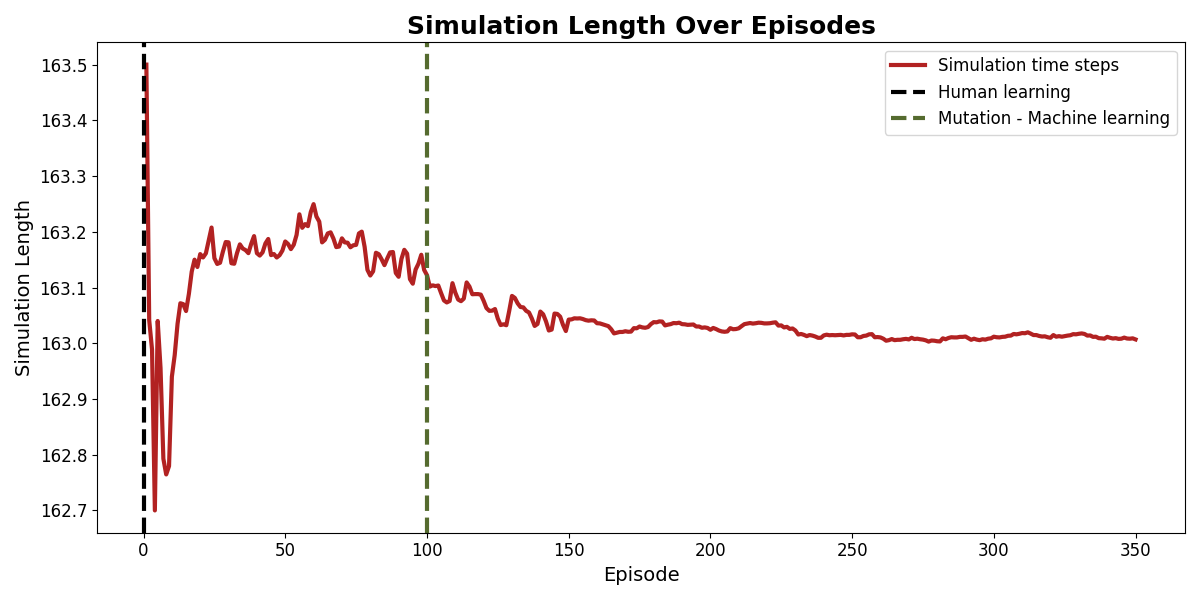 Simulation Length Over Episodes
Simulation time steps
Human learning
Mutation - Machine learning
Simulation Length
163.5
163.4
163.3
163.2
163.1
163.0
162.9
162.8
162.7
0 50 100 150 200 250 300 350
Episode